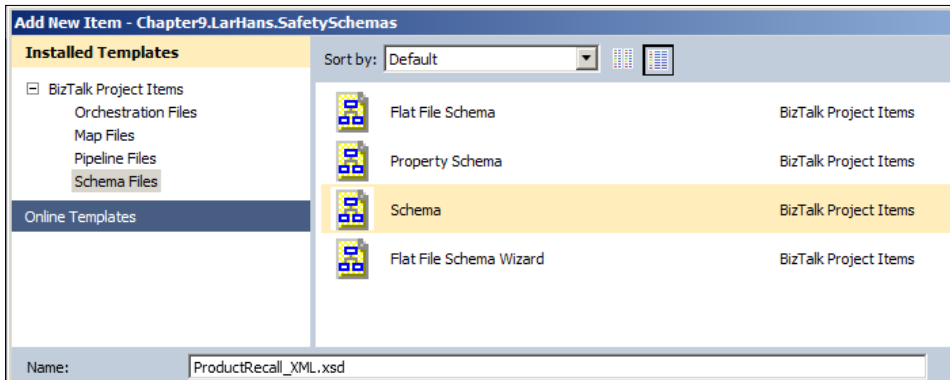 Add New Item - Chapter9.LarHans.SafetySchemas
Installed Templates
BizTalk Project Items
Orchestration Files
Map Files
Pipeline Files
Schema Files
Online Templates
Sort by: Default
Flat File Schema BizTalk Project Items
Property Schema BizTalk Project Items
Schema BizTalk Project Items
Flat File Schema Wizard BizTalk Project Items
Name: ProductRecall_XML.xsd